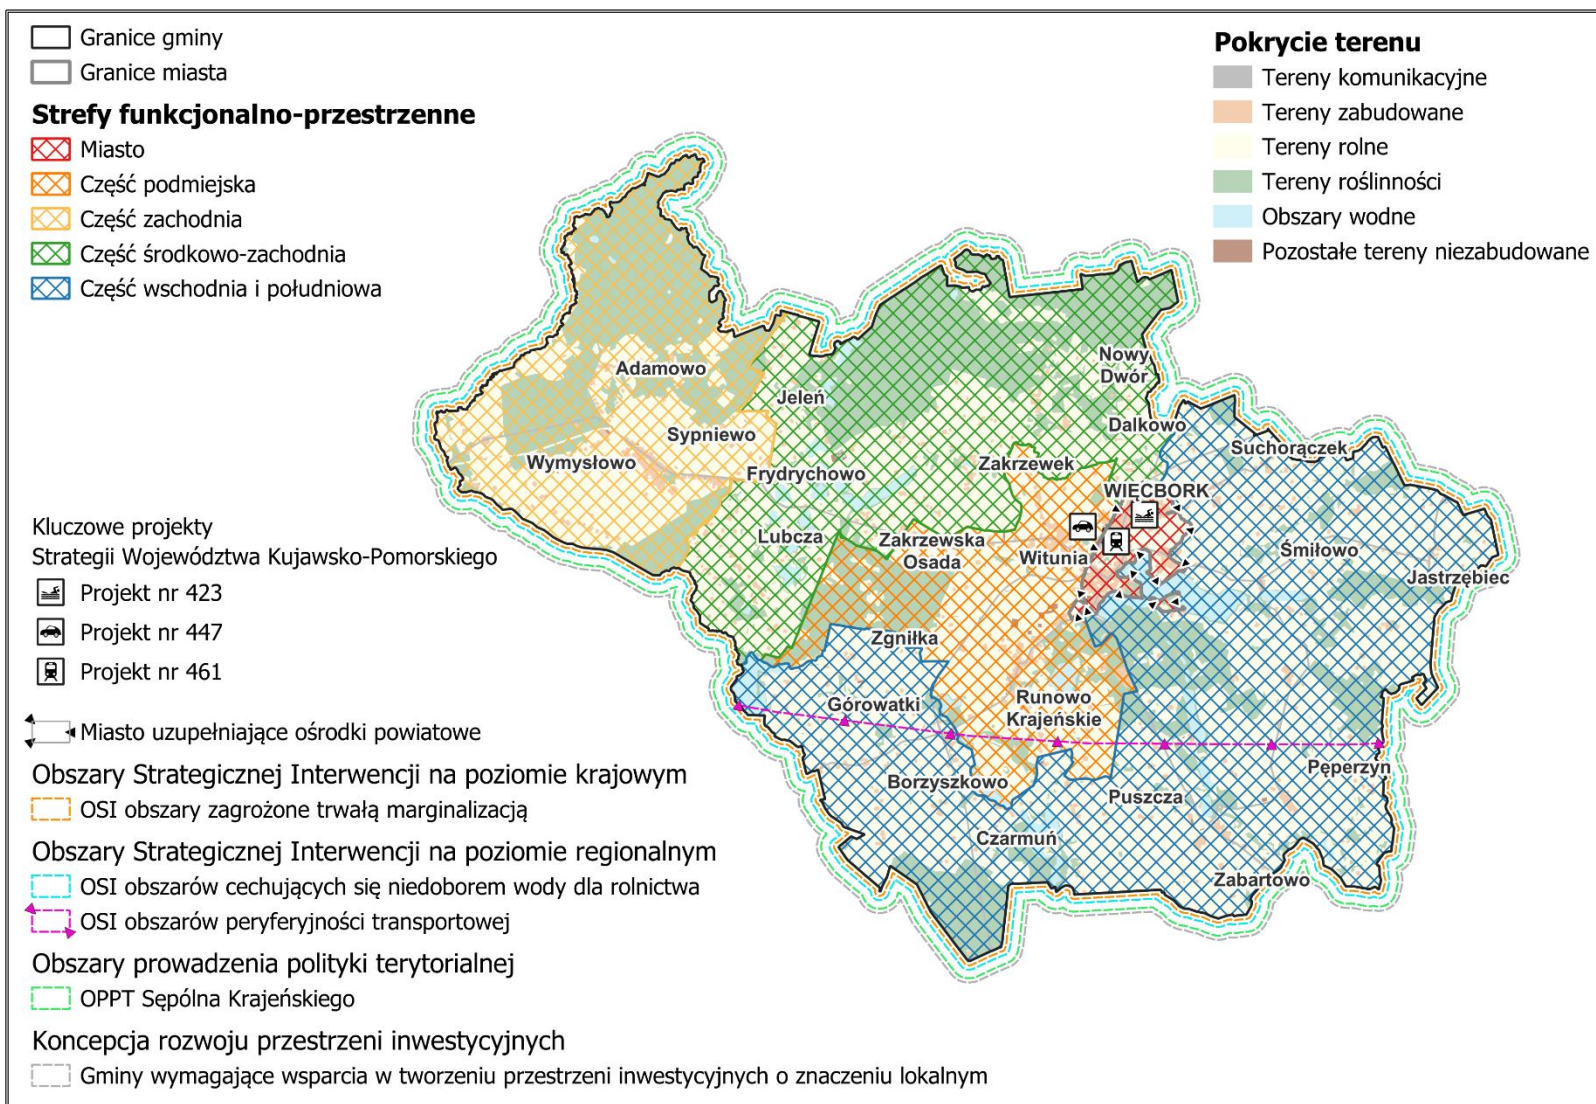 Granice gminy
Granice miasta
Strefy funkcjonalno-przestrzenne
Miasto
Część podmiejska
Część zachodnia
Część środkowo-zachodnia
Część wschodnia i południowa
Pokrycie terenu
Tereny komunikacyjne
Tereny zabudowane
Tereny rolne
Tereny roślinności
Obszary wodne
Pozostałe tereny niezabudowane
Adamowo
Jeleń
Nowy
Dwór
Sypniewo
Dalkowo
Suchorączek
Wymysłowo
Frydrychowo
Zakrzewek
WIĘCBORK
Lubcza
Zakrzewska
Osada
Witunia
Śmiłowo
Jastrzębiec
Zgniłka
Górowatki
Runowo
Krajeńskie
Borzyszkowo
Puszcza
Pęperzyn
Czarmuń
Zabartowo
Kluczowe projekty
Strategii Województwa Kujawsko-Pomorskiego
Projekt nr 423
Projekt nr 447
Projekt nr 461
Miasto uzupełniające ośrodki powiatowe
Obszary Strategicznej Interwencji na poziomie krajowym
OSI obszary zagrożone trwałą marginalizacją
Obszary Strategicznej Interwencji na poziomie regionalnym
OSI obszarów cechujących się niedoborem wody dla rolnictwa
OSI obszarów peryferyjności transportowej
Obszary prowadzenia polityki terytorialnej
OPPT Sępólna Krajeńskiego
Koncepcja rozwoju przestrzeni inwestycyjnych
Gminy wymagające wsparcia w tworzeniu przestrzeni inwestycyjnych o znaczeniu lokalnym